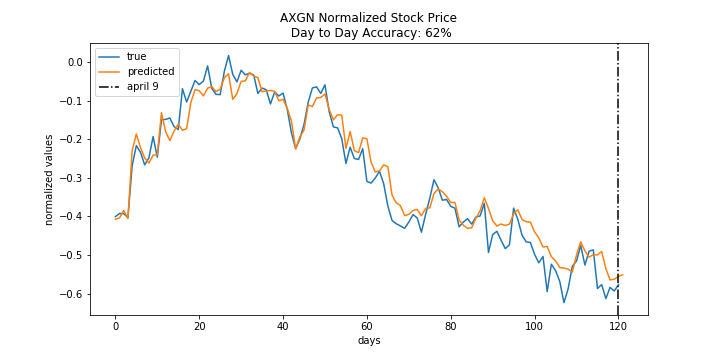 AXGN Normalized Stock Price
Day to Day Accuracy: 62%
true
predicted
april 9
normalized values
0.0
−0.1
−0.2
−0.3
−0.4
−0.5
−0.6
0
20
40
60
80
100
120
days